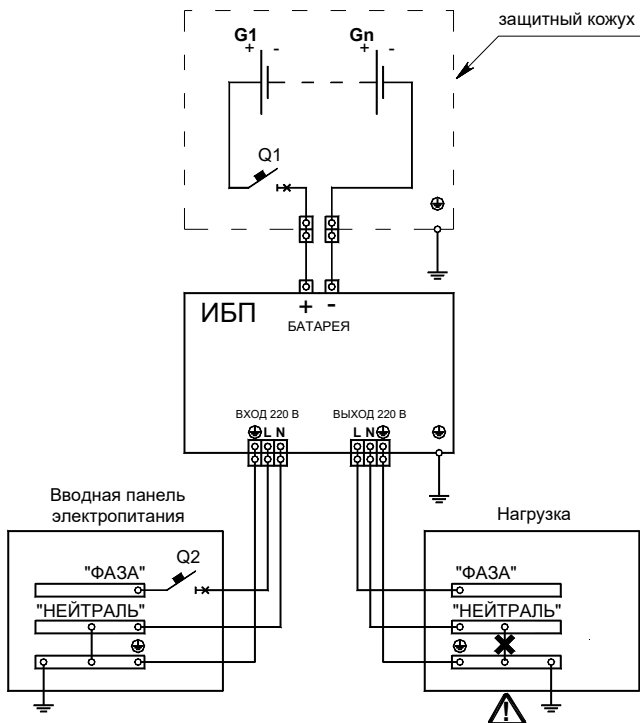 защитный кожух
G1 Gn
+ - + -
Q1
ИБП
+ -
БАТАРЕЯ
ВХОД 220 В ВЫХОД 220 В
L N L N
Вводная панель
электропитания
Q2
"ФАЗА"
"НЕЙТРАЛЬ"
Нагрузка
"ФАЗА"
"НЕЙТРАЛЬ"